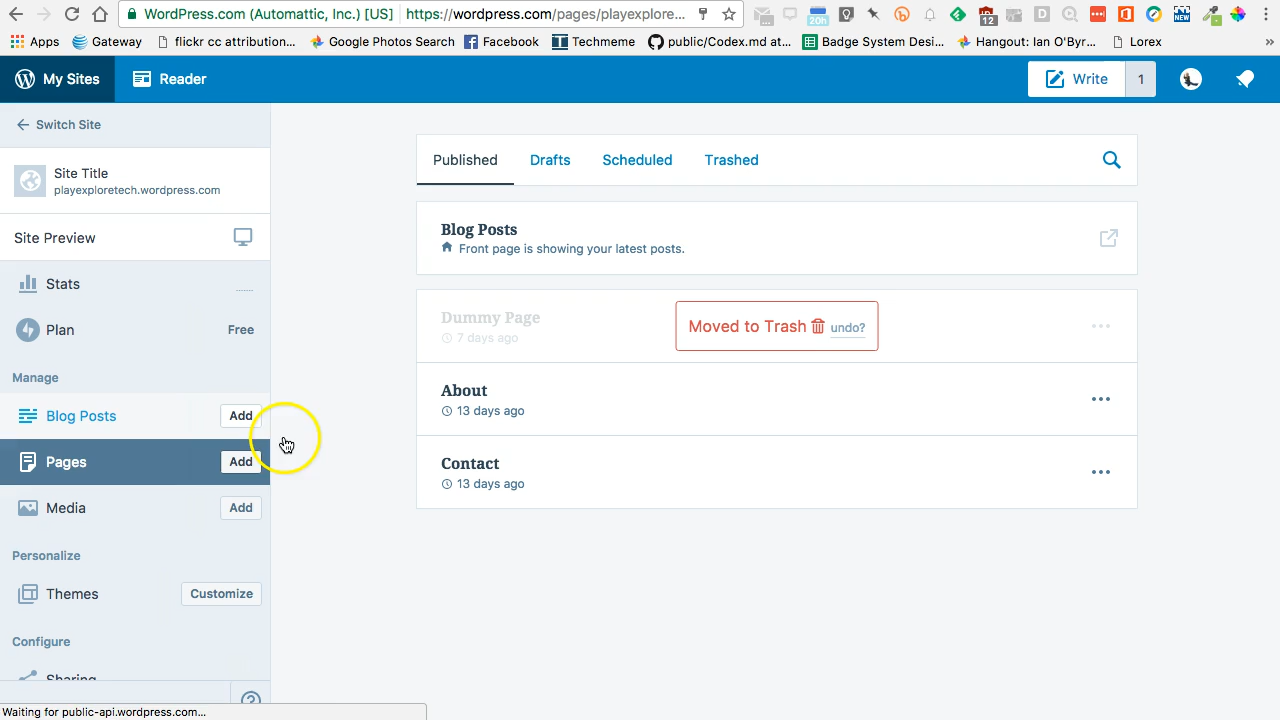 WordPress.com (Automattic, Inc.) [US]
https://wordpress.com/pages/playexplore...
20h
12
NEW
Apps
Gateway
flickr cc attribution...
Google Photos Search
Facebook
Techmeme
public/Codex.md at...
Badge System Desi...
Hangout: Ian O'Byr...
Lorex
»
My Sites
Reader
Write
1
Switch Site
Site Title
playexploretech.wordpress.com
Site Preview
Stats
Plan
Free
Manage
Blog Posts
Add
Pages
Add
Media
Add
Personalize
Themes
Customize
Configure
Sharing
Published
Drafts
Scheduled
Trashed
Blog Posts
Front page is showing your latest posts.
Dummy Page
7 days ago
Moved to Trash undo?
About
13 days ago
Contact
13 days ago
Waiting for public-api.wordpress.com...